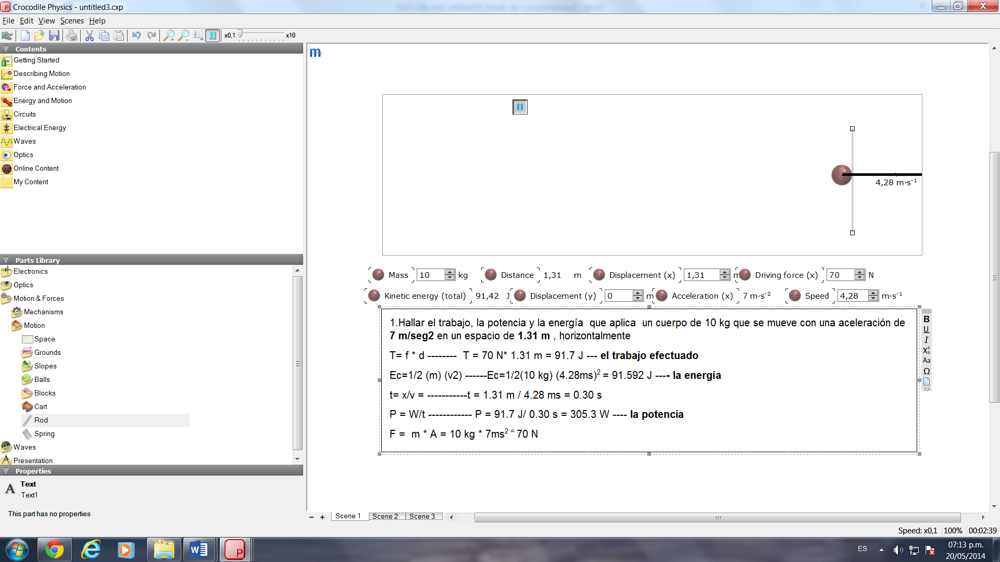 Crocodile Physics - untitled3.cxp
File Edit View Scenes Help
x0,1 x10
Contents
Getting Started
Describing Motion
Force and Acceleration
Energy and Motion
Circuits
Electrical Energy
Waves
Optics
Online Content
My Content
Parts Library
Electronics
Optics
Motion & Forces
Mechanisms
Motion
Space
Grounds
Slopes
Balls
Blocks
Cart
Rod
Spring
Waves
Presentation
Properties
A Text
Text1
This part has no properties
m
4,28 m·s-1
Mass 10 kg Distance 1,31 m Displacement (x) 1,31 m Driving force (x) 70 N
Kinetic energy (total) 91,42 J Displacement (y) 0 m Acceleration (x) 7 m·s-2 Speed 4,28 m·s-1
1.Hallar el trabajo, la potencia y la energía que aplica un cuerpo de 10 kg que se mueve con una aceleración de
7 m/seg2 en un espacio de 1.31 m , horizontalmente
T= f * d -------- T = 70 N* 1.31 m = 91.7 J --- el trabajo efectuado
Ec=1/2 (m) (v2) ------Ec=1/2(10 kg) (4.28ms)2 = 91.592 J ---- la energía
t= x/v = -----------t = 1.31 m / 4.28 ms = 0.30 s
P = W/t ------------ P = 91.7 J/ 0.30 s = 305.3 W ---- la potencia
F = m * A = 10 kg * 7ms2 = 70 N
B
U
I
Xs
Aa
Ω
>>
− + Scene 1 Scene 2 Scene 3
Speed: x0,1 100% 00:02:39
ES 07:13 p.m.
20/05/2014